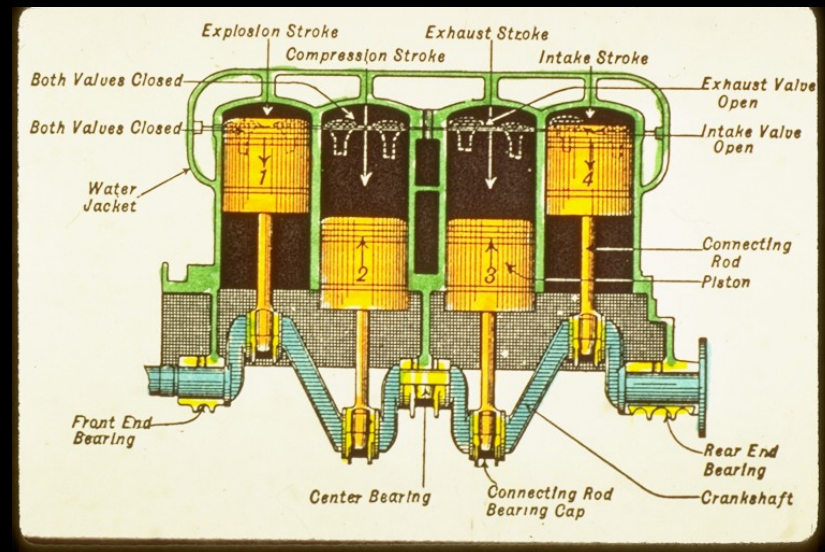 Explosion Stroke
Exhaust Stroke
Compression Stroke
Intake Stroke
Both Valves Closed
Exhaust Valve
Open
Both Valves Closed
Intake Valve
Open
1
4
Water
Jacket
Connecting
Rod
2
3
Piston
Front End
Bearing
Rear End
Bearing
Center Bearing
Connecting Rod
Bearing Cap
Crankshaft